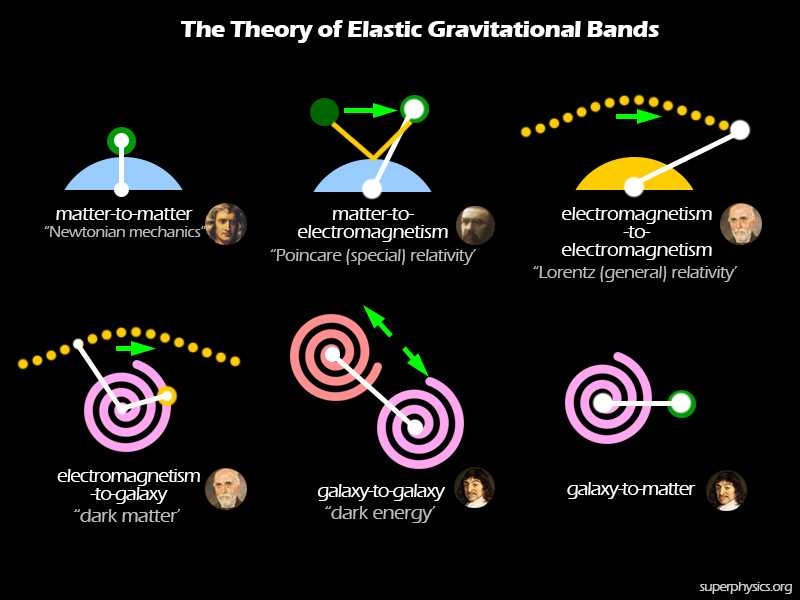 The Theory of Elastic Gravitational Bands
matter-to-matter
“Newtonian mechanics”
matter-to-
electromagnetism
“Poincare (special) relativity’
electromagnetism
-to-
electromagnetism
“Lorentz (general) relativity’
electromagnetism
-to-galaxy
“dark matter’
galaxy-to-galaxy
“dark energy’
galaxy-to-matter
superphysics.org